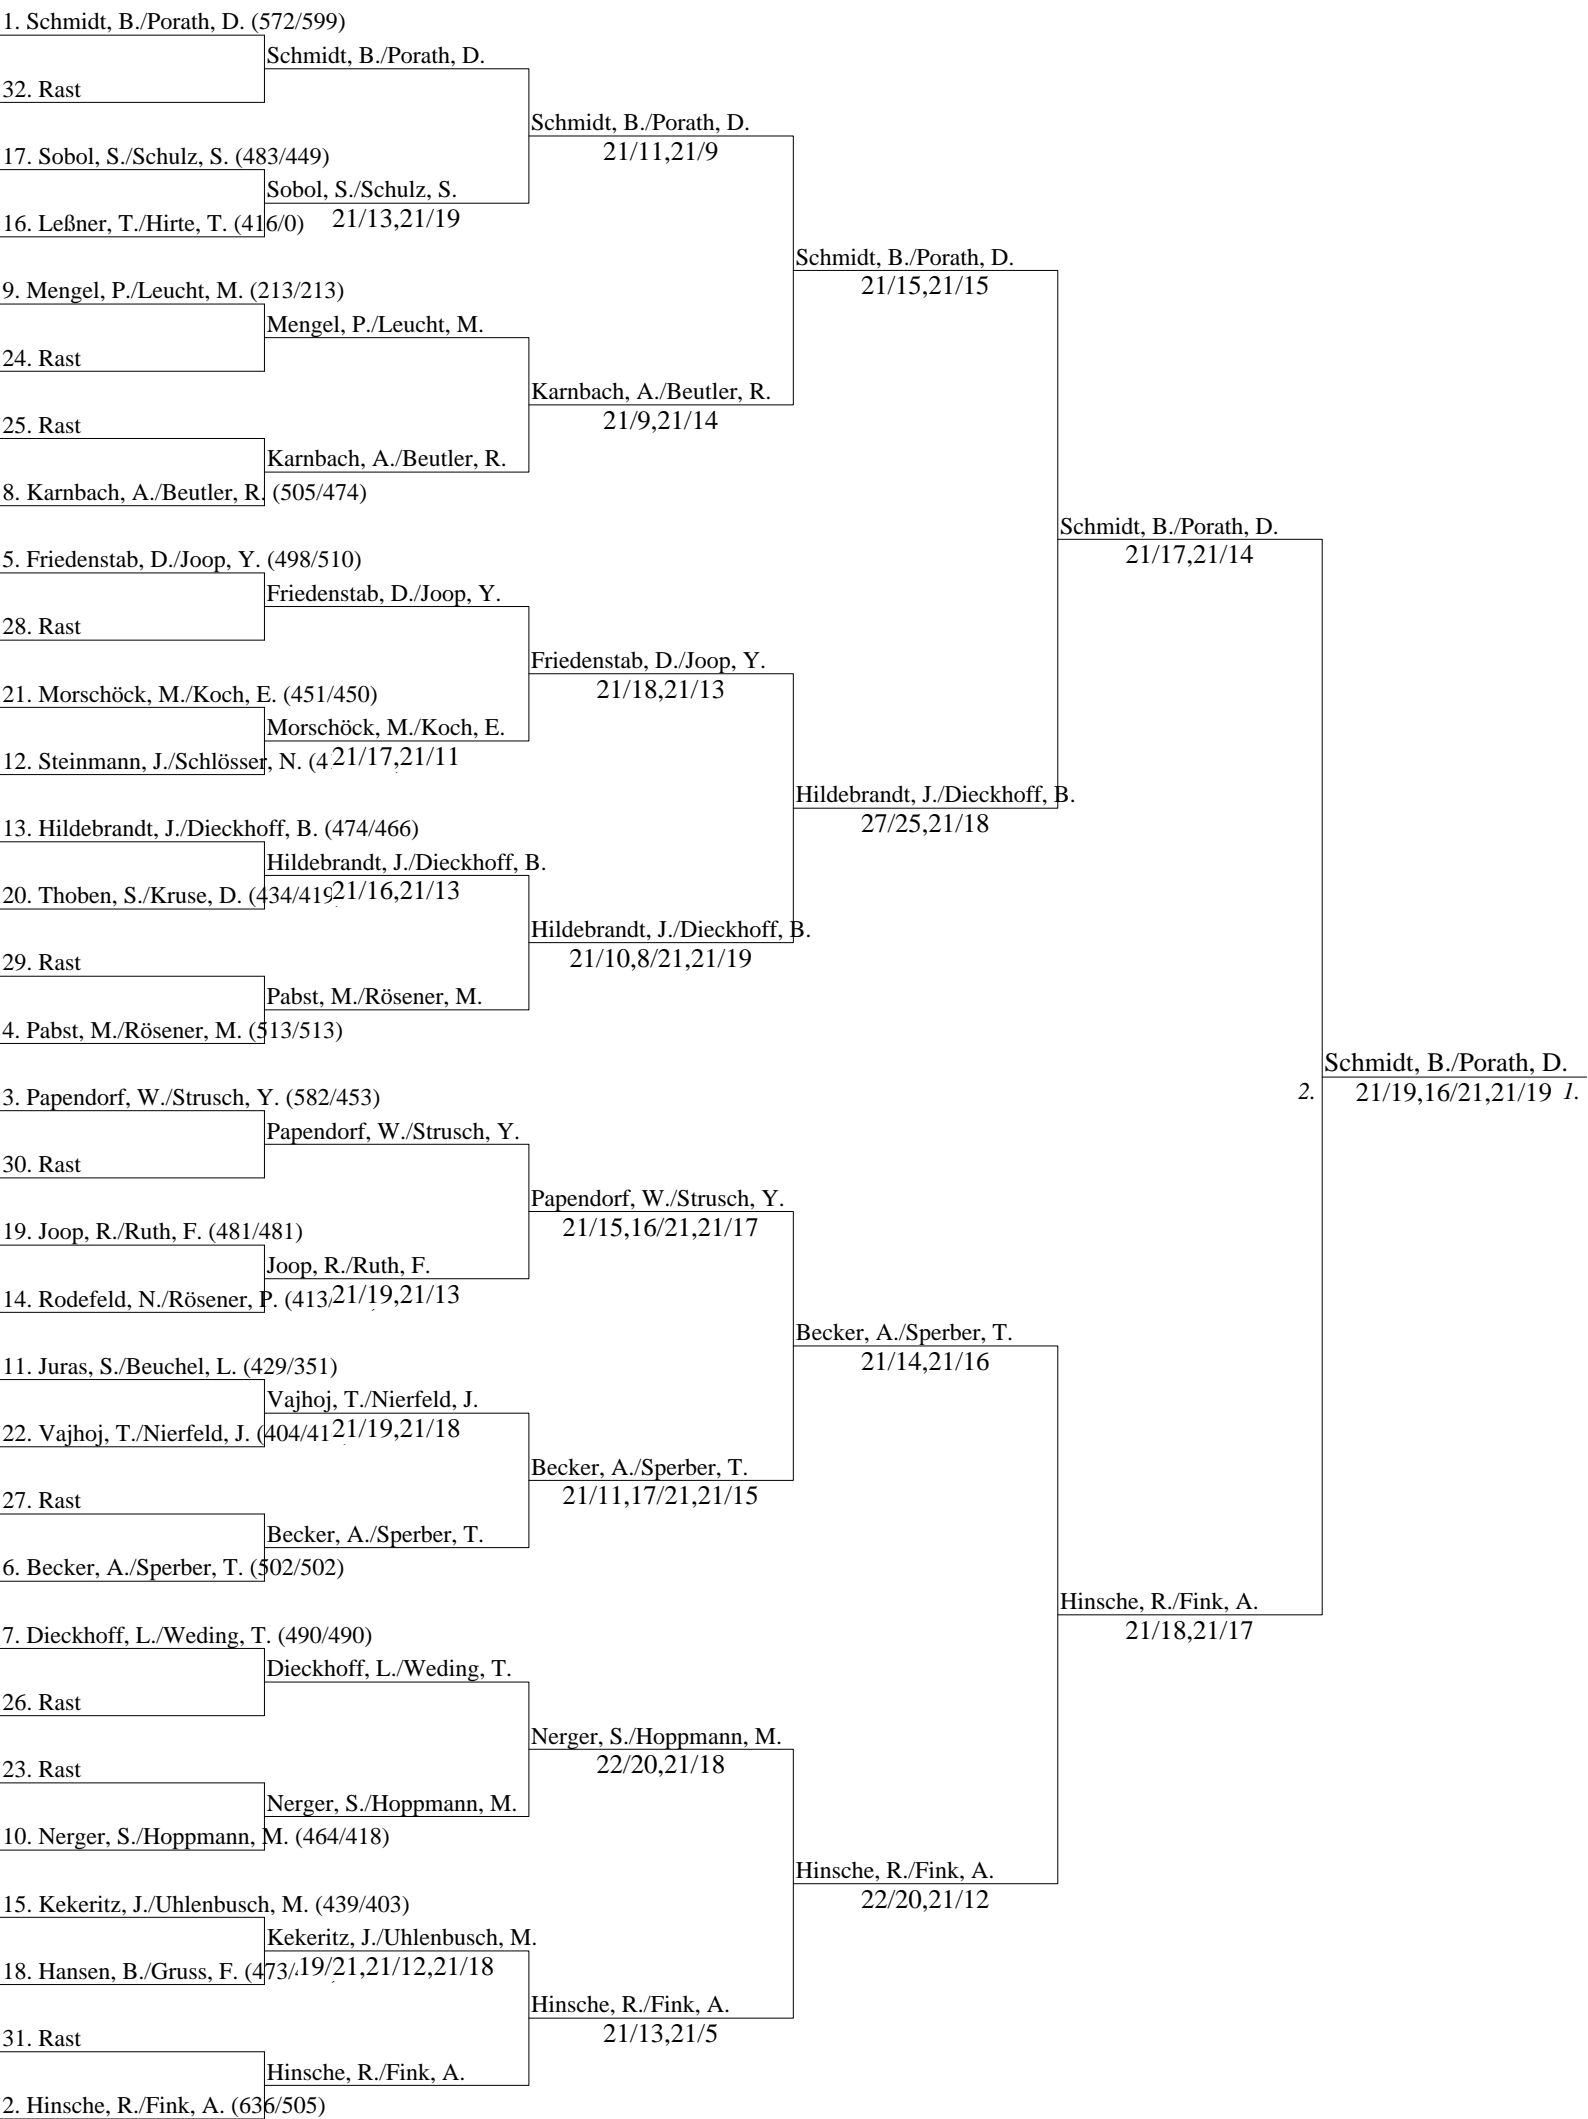 1. Schmidt, B./Porath, D. (572/599)
Schmidt, B./Porath, D.
32. Rast
Schmidt, B./Porath, D.
21/11,21/9
17. Sobol, S./Schulz, S. (483/449)
Sobol, S./Schulz, S.
21/13,21/19
16. Leßner, T./Hirte, T. (416/0)
Schmidt, B./Porath, D.
21/15,21/15
9. Mengel, P./Leucht, M. (213/213)
Mengel, P./Leucht, M.
24. Rast
Karnbach, A./Beutler, R.
21/9,21/14
25. Rast
Karnbach, A./Beutler, R.
8. Karnbach, A./Beutler, R. (505/474)
Schmidt, B./Porath, D.
21/17,21/14
5. Friedenstab, D./Joop, Y. (498/510)
Friedenstab, D./Joop, Y.
28. Rast
Friedenstab, D./Joop, Y.
21/18,21/13
21. Morschöck, M./Koch, E. (451/450)
Morschöck, M./Koch, E.
21/17,21/11
12. Steinmann, J./Schlösser, N. (4
Hildebrandt, J./Dieckhoff, B.
27/25,21/18
13. Hildebrandt, J./Dieckhoff, B. (474/466)
Hildebrandt, J./Dieckhoff, B.
21/16,21/13
20. Thoben, S./Kruse, D. (434/419
Hildebrandt, J./Dieckhoff, B.
21/10,8/21,21/19
29. Rast
Pabst, M./Rösener, M.
4. Pabst, M./Rösener, M. (513/513)
Schmidt, B./Porath, D.
2.
21/19,16/21,21/19 1.
3. Papendorf, W./Strusch, Y. (582/453)
Papendorf, W./Strusch, Y.
30. Rast
Papendorf, W./Strusch, Y.
21/15,16/21,21/17
19. Joop, R./Ruth, F. (481/481)
Joop, R./Ruth, F.
21/19,21/13
14. Rodefeld, N./Rösener, P. (413/
Becker, A./Sperber, T.
21/14,21/16
11. Juras, S./Beuchel, L. (429/351)
Vajhoj, T./Nierfeld, J.
21/19,21/18
22. Vajhoj, T./Nierfeld, J. (404/41
Becker, A./Sperber, T.
21/11,17/21,21/15
27. Rast
Becker, A./Sperber, T.
6. Becker, A./Sperber, T. (502/502)
Hinsche, R./Fink, A.
21/18,21/17
7. Dieckhoff, L./Weding, T. (490/490)
Dieckhoff, L./Weding, T.
26. Rast
Nerger, S./Hoppmann, M.
22/20,21/18
23. Rast
Nerger, S./Hoppmann, M.
10. Nerger, S./Hoppmann, M. (464/418)
Hinsche, R./Fink, A.
22/20,21/12
15. Kekeritz, J./Uhlenbusch, M. (439/403)
Kekeritz, J./Uhlenbusch, M.
19/21,21/12,21/18
18. Hansen, B./Gruss, F. (473/
Hinsche, R./Fink, A.
21/13,21/5
31. Rast
Hinsche, R./Fink, A.
2. Hinsche, R./Fink, A. (636/505)